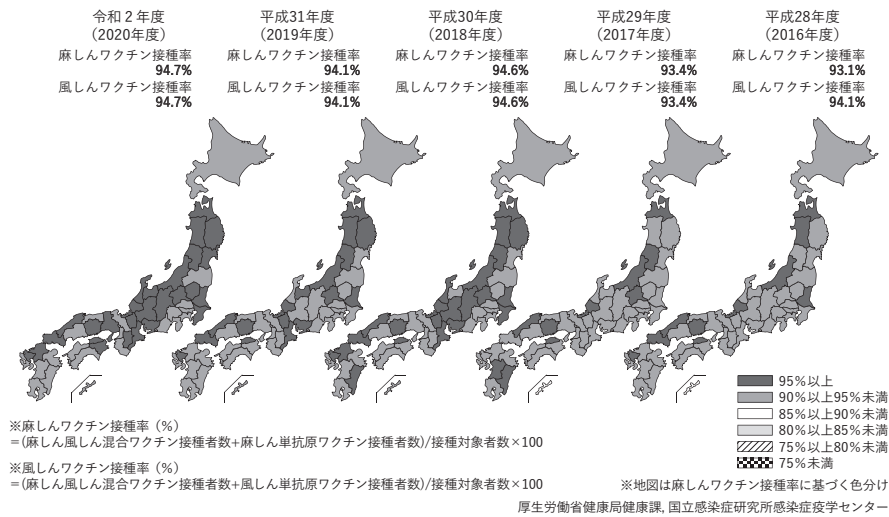 令和２年度
（2020年度）
麻しんワクチン接種率
94.7%
風しんワクチン接種率
94.7%
平成31年度
（2019年度）
麻しんワクチン接種率
94.1%
風しんワクチン接種率
94.1%
平成30年度
（2018年度）
麻しんワクチン接種率
94.6%
風しんワクチン接種率
94.6%
平成29年度
（2017年度）
麻しんワクチン接種率
93.4%
風しんワクチン接種率
93.4%
平成28年度
（2016年度）
麻しんワクチン接種率
93.1%
風しんワクチン接種率
94.1%
95％以上
90％以上95％未満
85％以上90％未満
80％以上85％未満
75％以上80％未満
75％未満
※麻しんワクチン接種率（%）
＝(麻しん風しん混合ワクチン接種者数+麻しん単抗原ワクチン接種者数)/接種対象者数×100
※風しんワクチン接種率（%）
＝(麻しん風しん混合ワクチン接種者数+風しん単抗原ワクチン接種者数)/接種対象者数×100
※地図は麻しんワクチン接種率に基づく色分け
厚生労働省健康局健康課, 国立感染症研究所感染症疫学センター